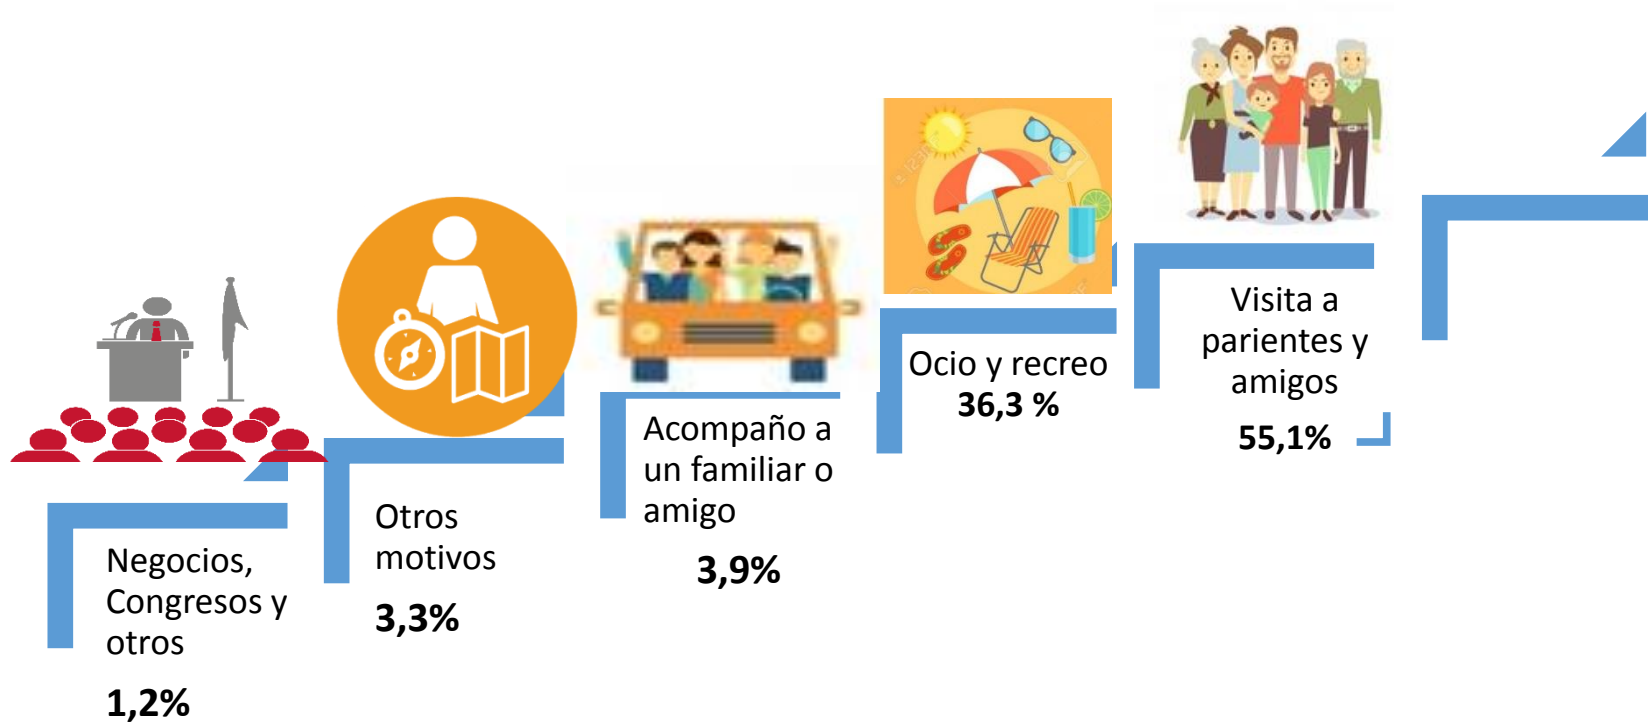 Negocios,
Congresos y
otros
1,2%
Otros
motivos
3,3%
Acompaño a
un familiar o
amigo
3,9%
Ocio y recreo
36,3 %
Visita a
parientes y
amigos
55,1%